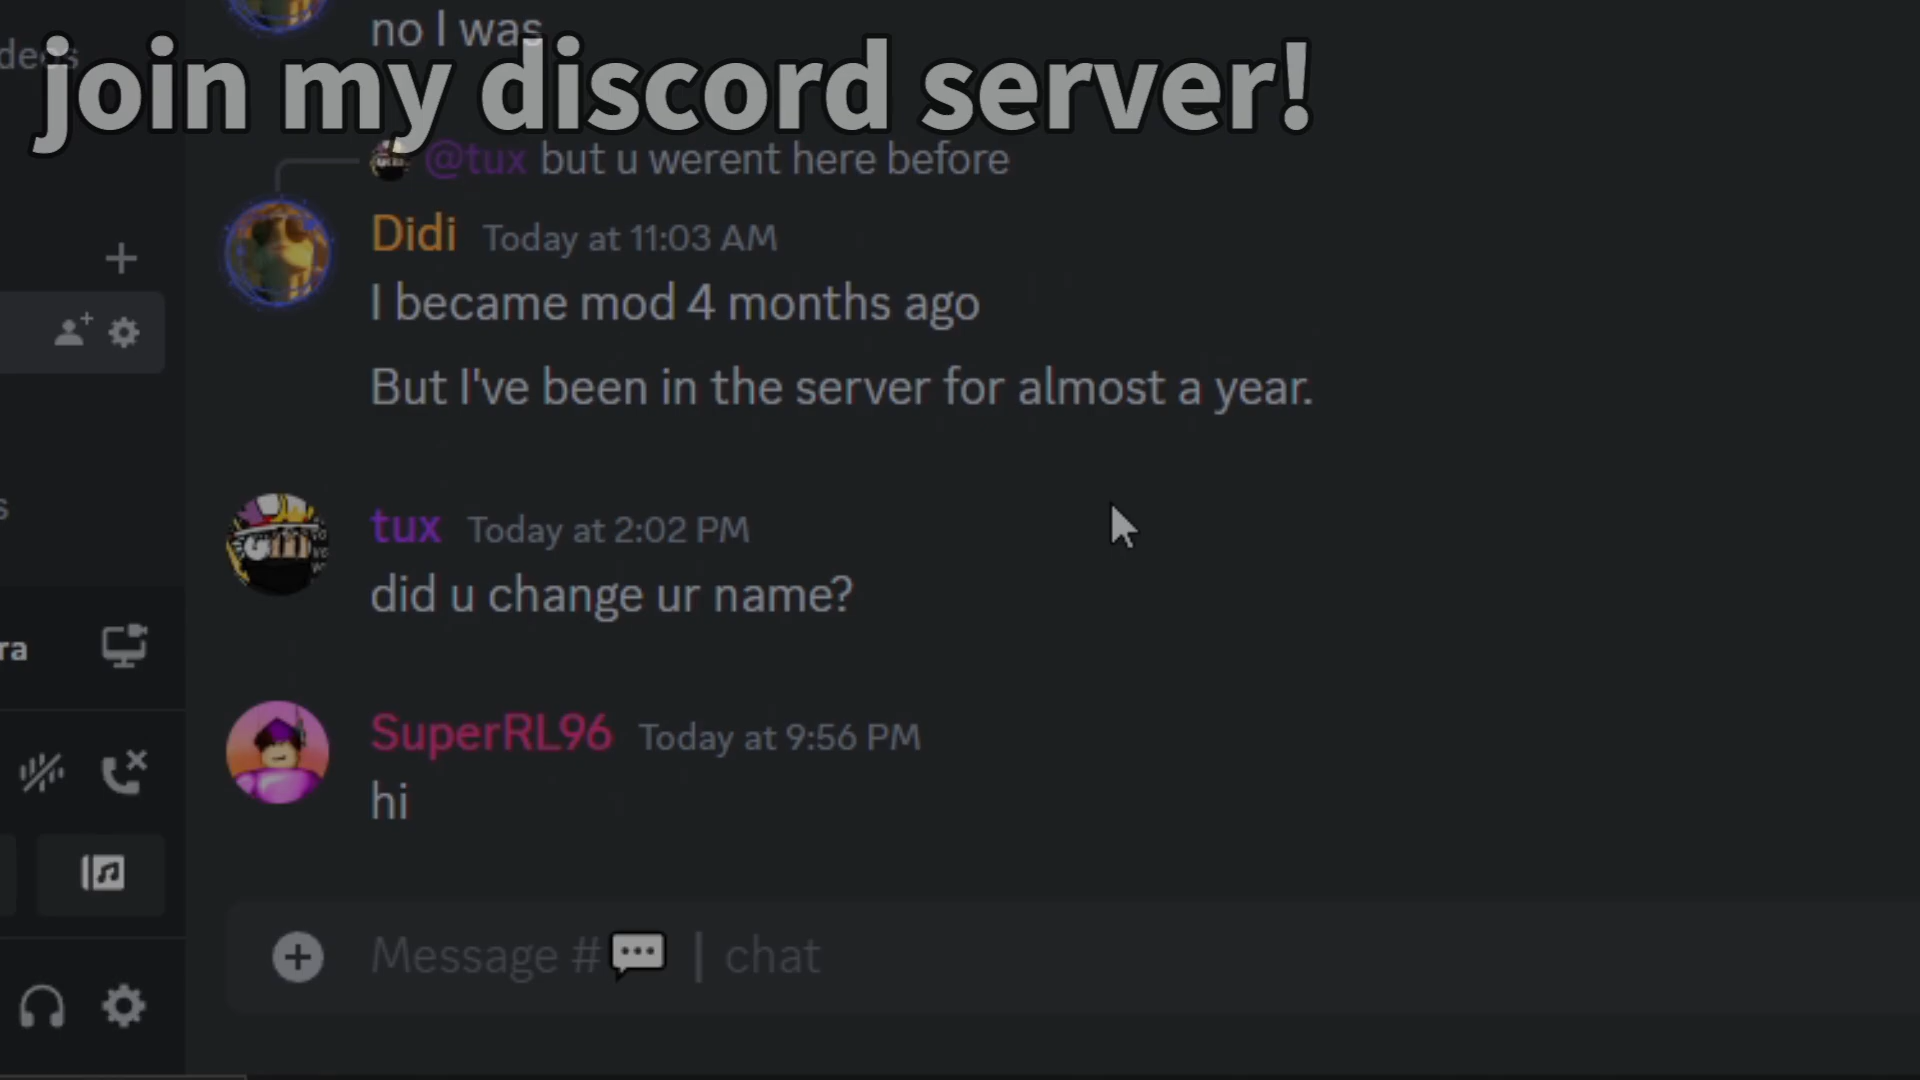 no I was
deos
join my discord server!
@tux but u werent here before
Didi Today at 11:03 AM
I became mod 4 months ago
But I've been in the server for almost a year.
s
tux Today at 2:02 PM
did u change ur name?
ra
SuperRL96 Today at 9:56 PM
hi
Message #💬 | chat